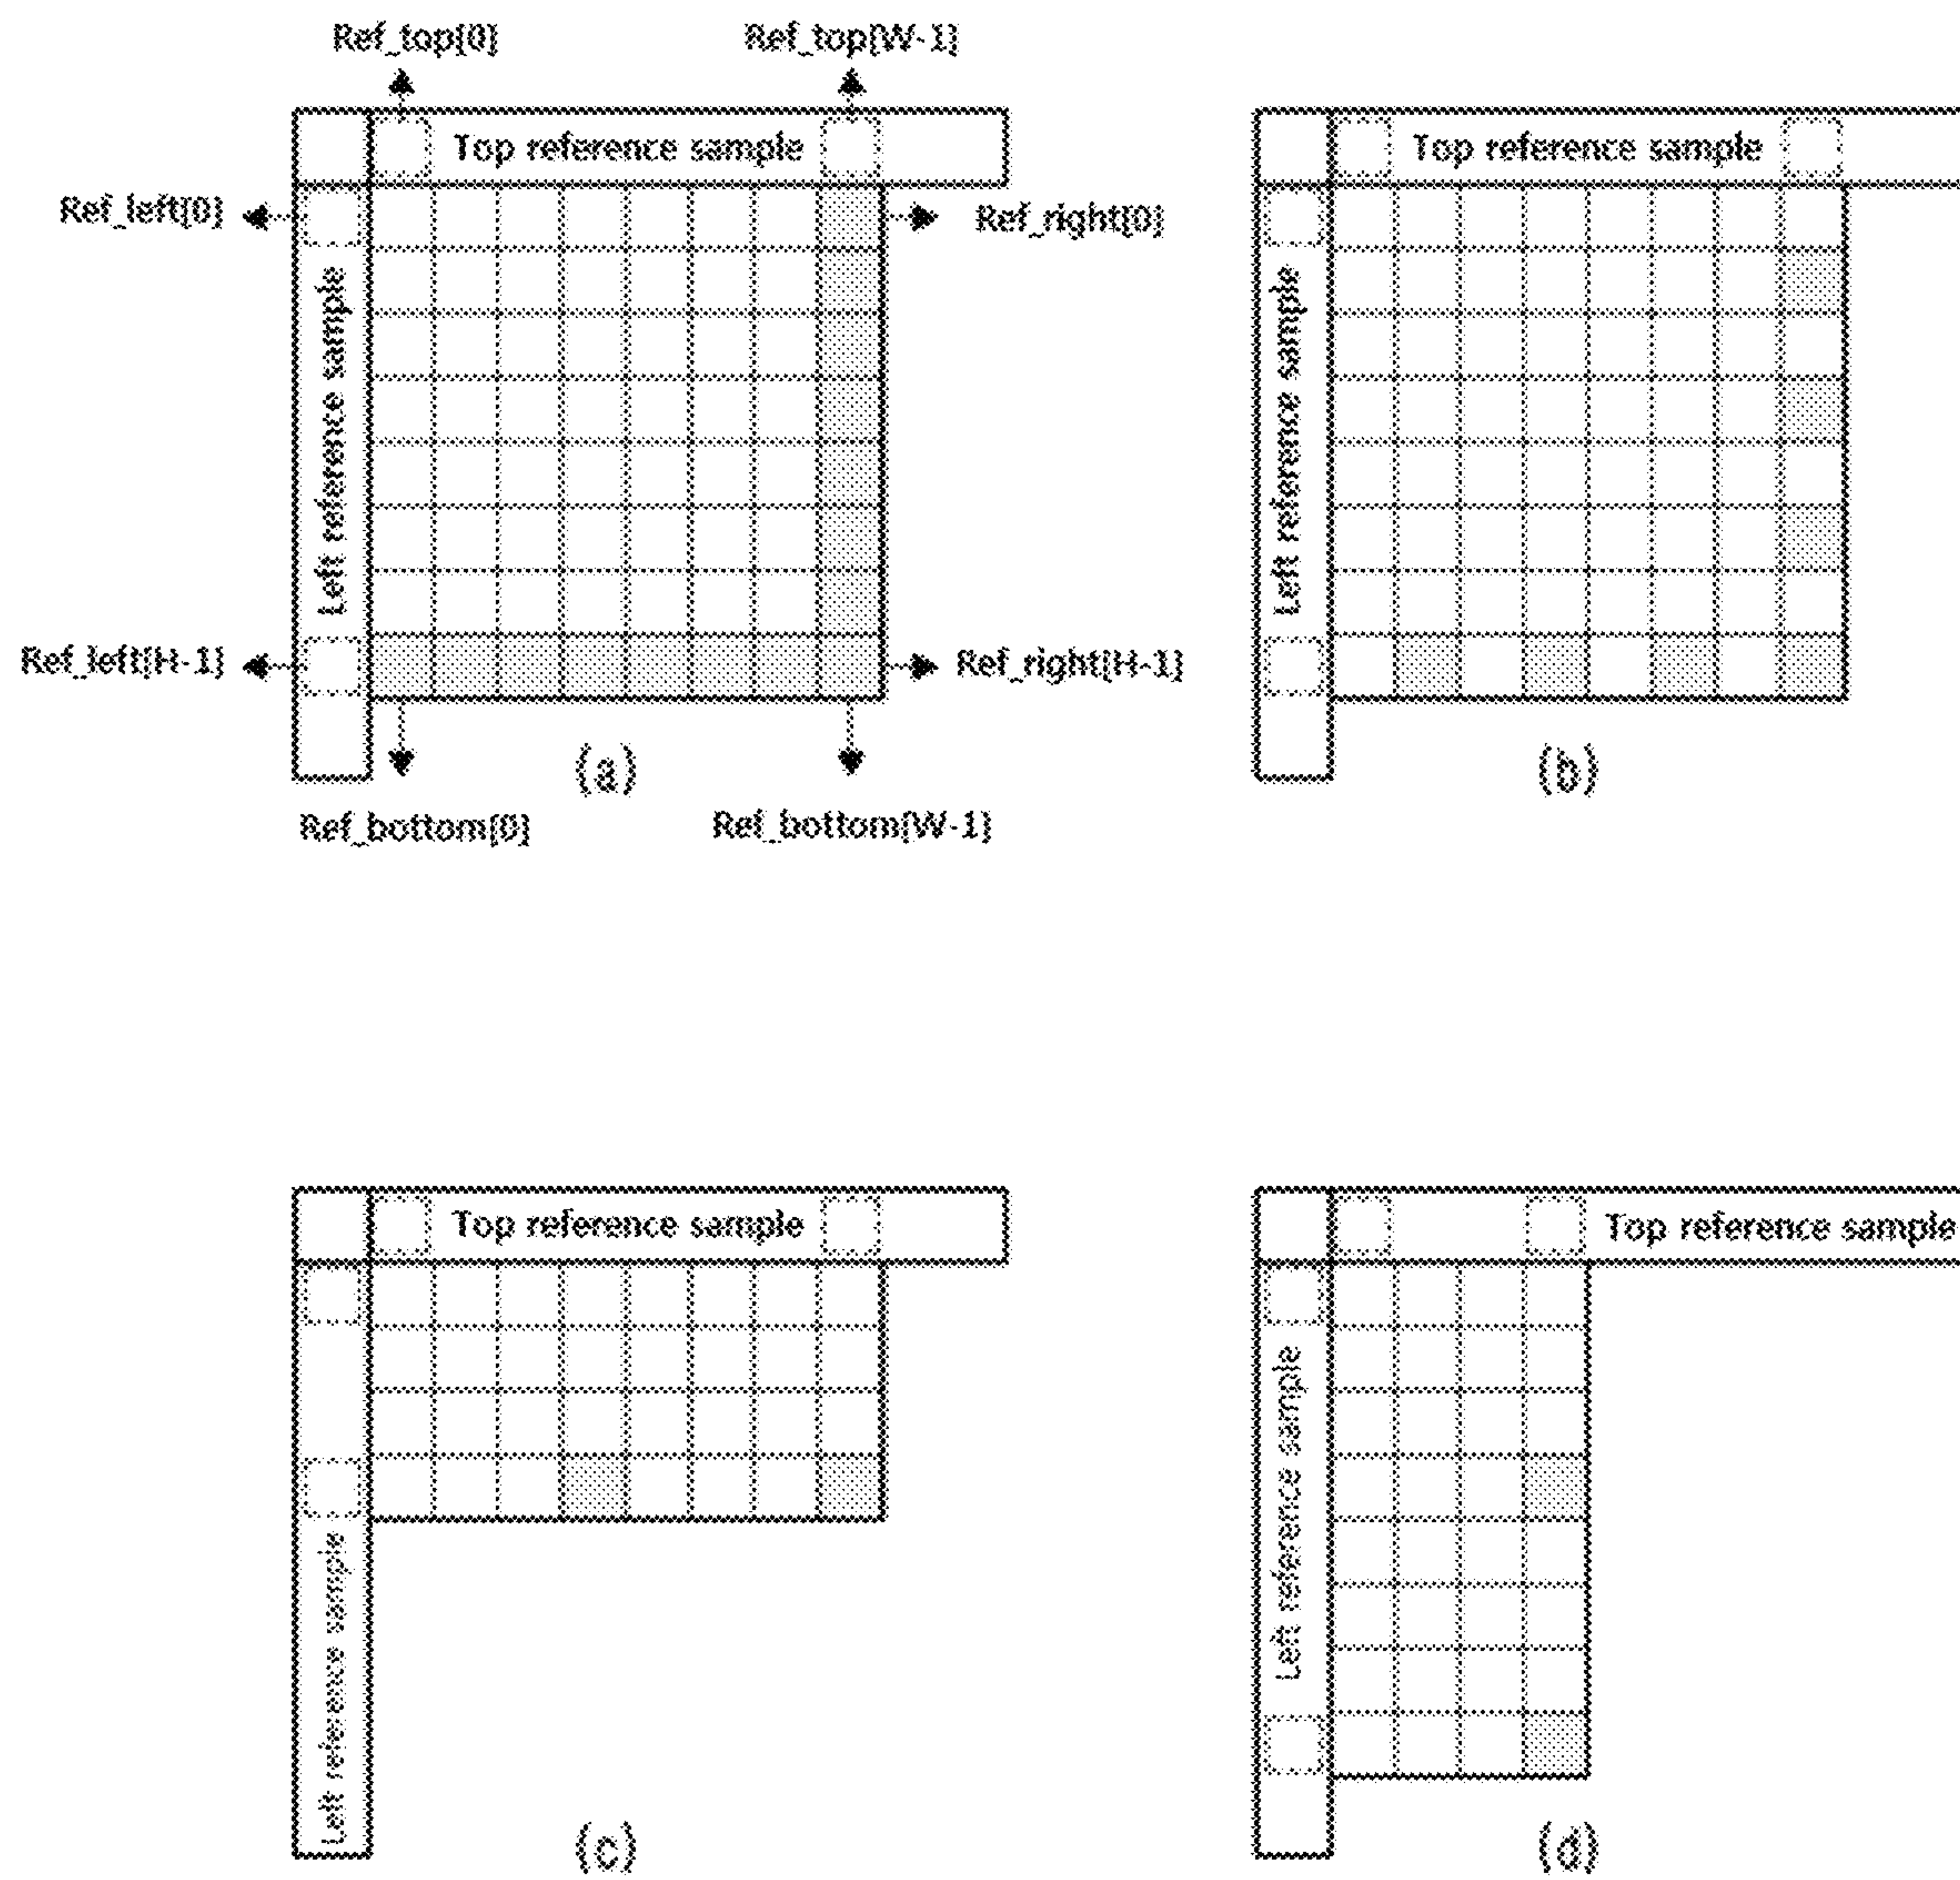 Ref_top[0]
Ref_top[W-1]
Top reference sample
Top reference sample
Ref_left[0]
Ref_right[0]
Left reference sample
Left reference sample
Ref_left[H-1]
Ref_right[H-1]
(a)
(b)
Ref_bottom[0]
Ref_bottom[W-1]
Top reference sample
Top reference sample
Left reference sample
Left reference sample
(c)
(d)